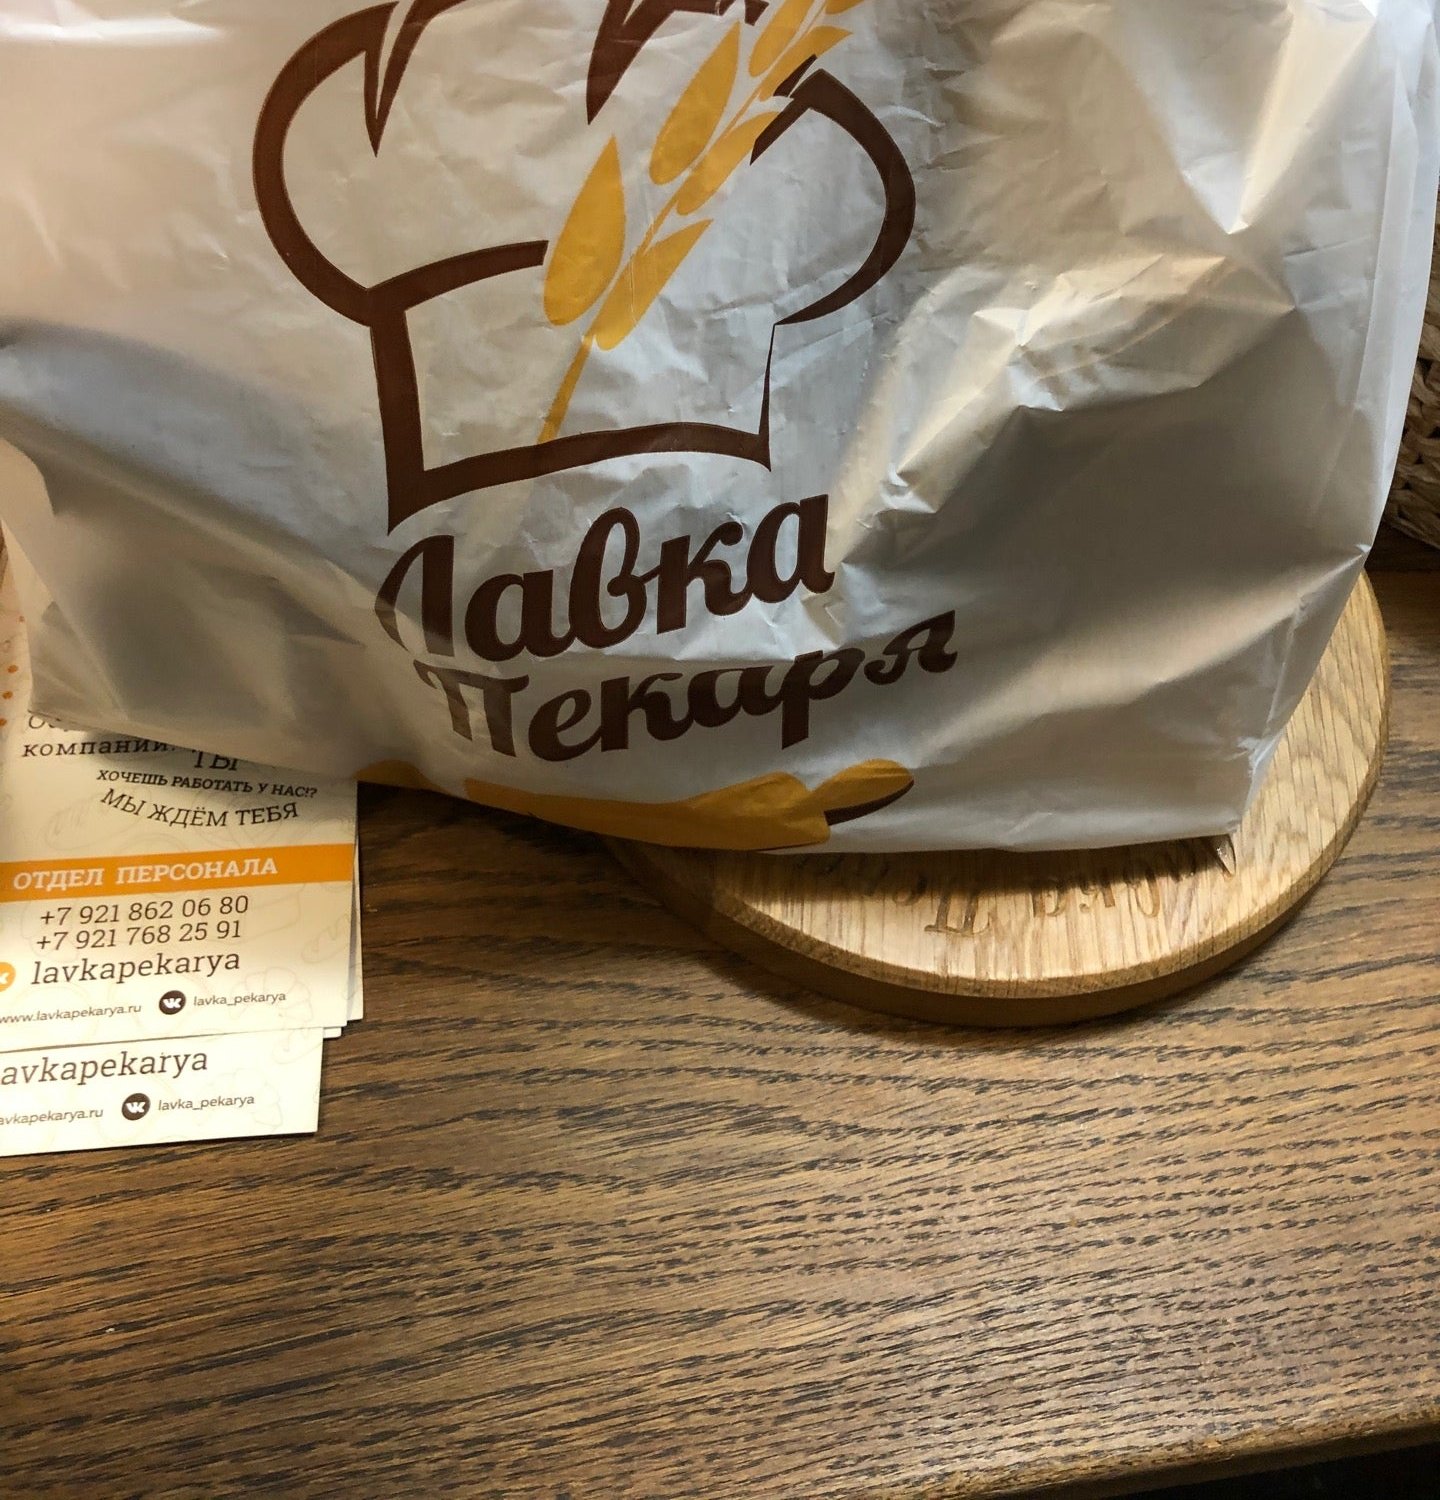 Лавка
Пекаря
компании.
ТЫ
ХОЧЕШЬ РАБОТАТЬ У НАС!?
МЫ ЖДЁМ ТЕБЯ
ОТДЕЛ ПЕРСОНАЛА
+7 921 862 06 80
+7 921 768 25 91
lavkapekarya
www.lavkapekarya.ru lavka_pekarya
avkapekarya
avkapekarya.ru lavka_pekarya